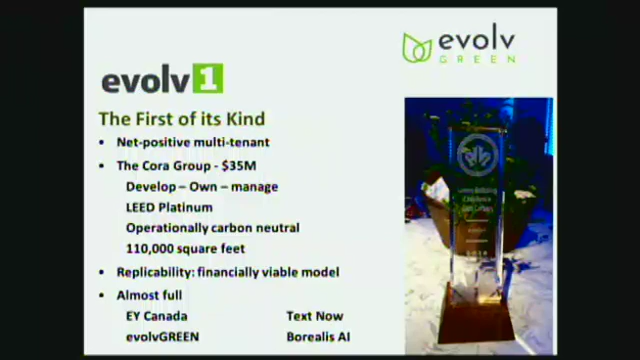 evolv
GREEN
evolv1
The First of its Kind
• Net-positive multi-tenant
• The Cora Group - $35M
Develop – Own – manage
LEED Platinum
Operationally carbon neutral
110,000 square feet
• Replicability: financially viable model
• Almost full
EY Canada Text Now
evolvGREEN Borealis AI